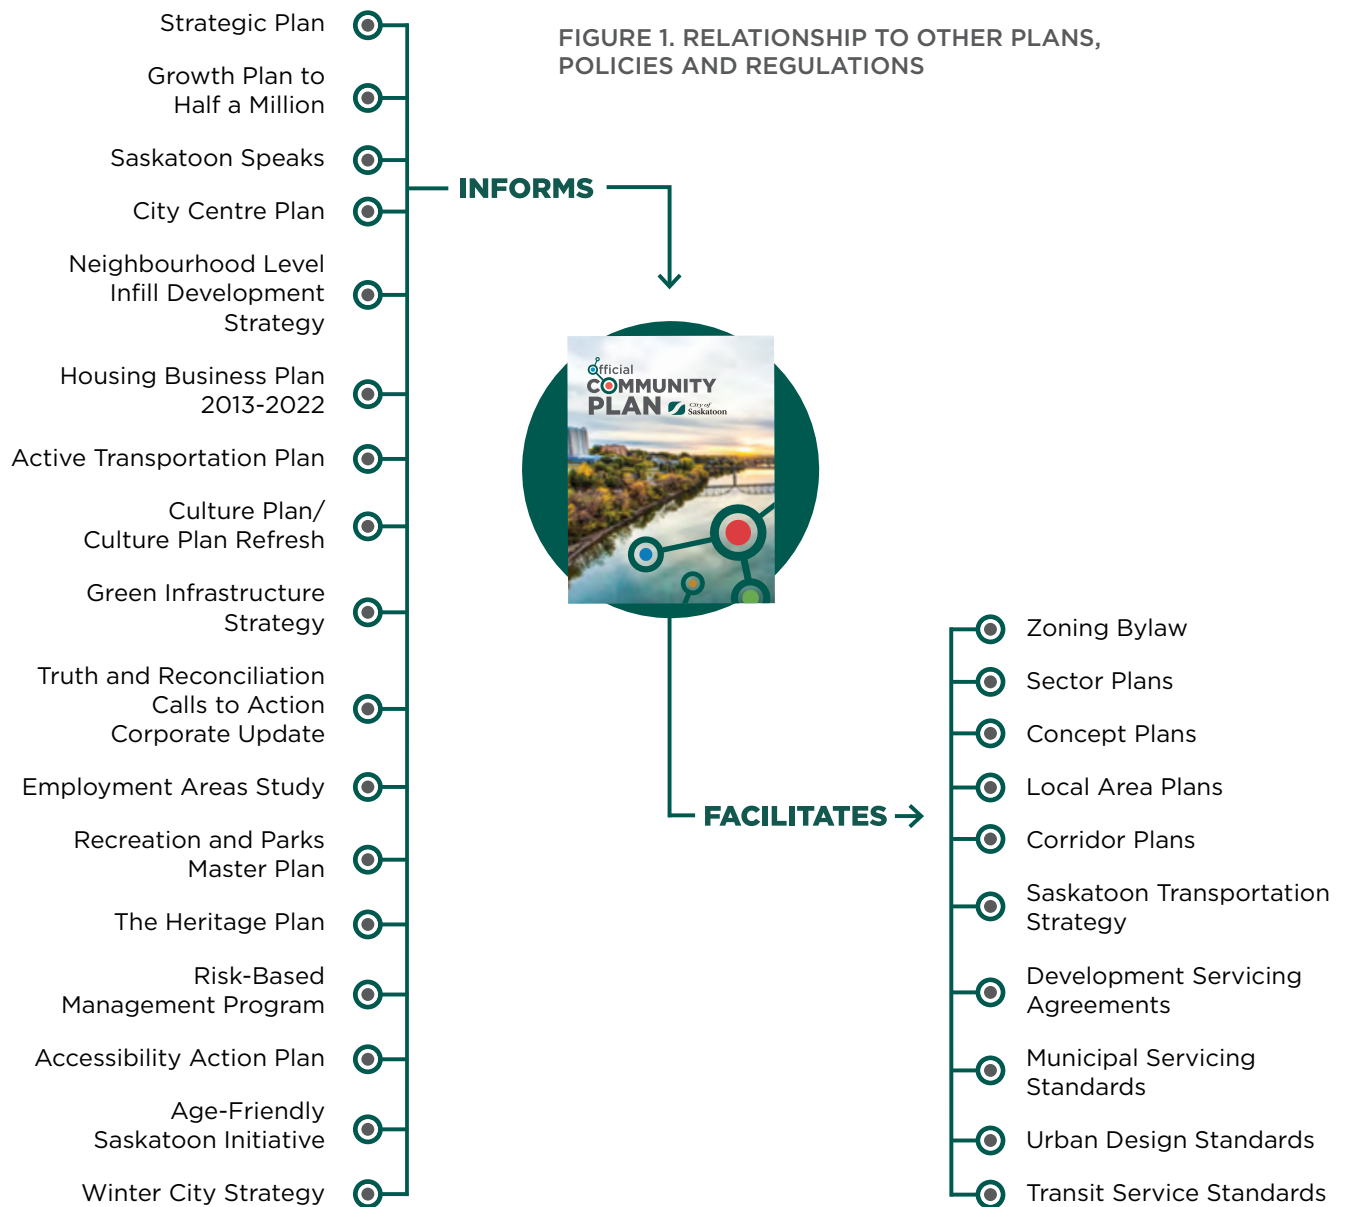 FIGURE 1. RELATIONSHIP TO OTHER PLANS,
POLICIES AND REGULATIONS
Strategic Plan
Growth Plan to
Half a Million
Saskatoon Speaks
City Centre Plan
Neighbourhood Level
Infill Development
Strategy
Housing Business Plan
2013-2022
Active Transportation Plan
Culture Plan/
Culture Plan Refresh
Green Infrastructure
Strategy
Truth and Reconciliation
Calls to Action
Corporate Update
Employment Areas Study
Recreation and Parks
Master Plan
The Heritage Plan
Risk-Based
Management Program
Accessibility Action Plan
Age-Friendly
Saskatoon Initiative
Winter City Strategy
INFORMS
Official
COMMUNITY
PLAN
City of
Saskatoon
FACILITATES
Zoning Bylaw
Sector Plans
Concept Plans
Local Area Plans
Corridor Plans
Saskatoon Transportation
Strategy
Development Servicing
Agreements
Municipal Servicing
Standards
Urban Design Standards
Transit Service Standards